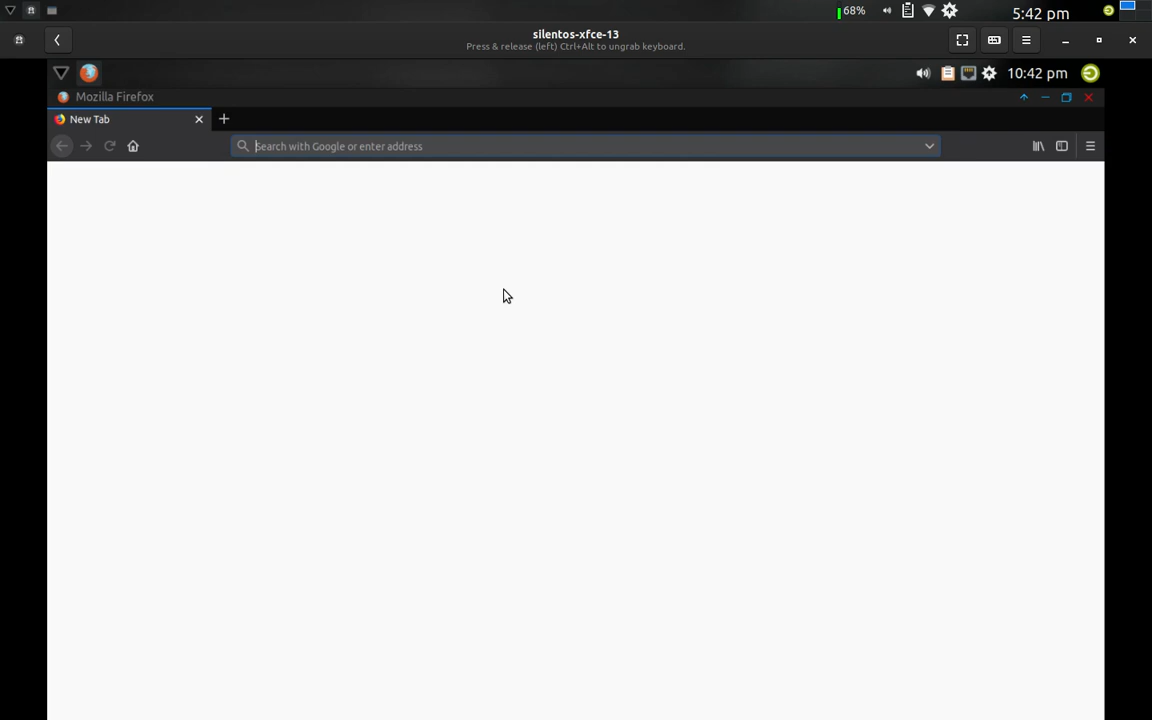 68%
5:42 pm
silentos-xfce-13
Press & release (left) Ctrl+Alt to ungrab keyboard.
10:42 pm
Mozilla Firefox
New Tab
Search with Google or enter address